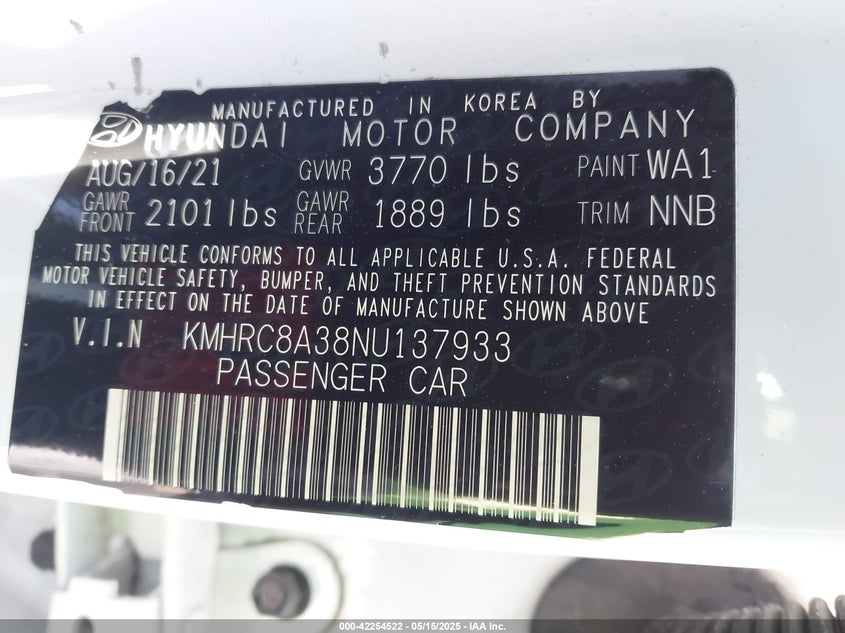 MANUFACTURED IN KOREA BY
HYUNDAI MOTOR COMPANY
AUG/16/21 GVWR 3770 lbs PAINT WA1
GAWR FRONT 2101 lbs GAWR REAR 1889 lbs TRIM NNB
THIS VEHICLE CONFORMS TO ALL APPLICABLE U.S.A. FEDERAL
MOTOR VEHICLE SAFETY, BUMPER, AND THEFT PREVENTION STANDARDS
IN EFFECT ON THE DATE OF MANUFACTURE SHOWN ABOVE
V.I.N KMHRC8A38NU137933
PASSENGER CAR
000-42254522 - 05/15/2025 - IAA Inc.